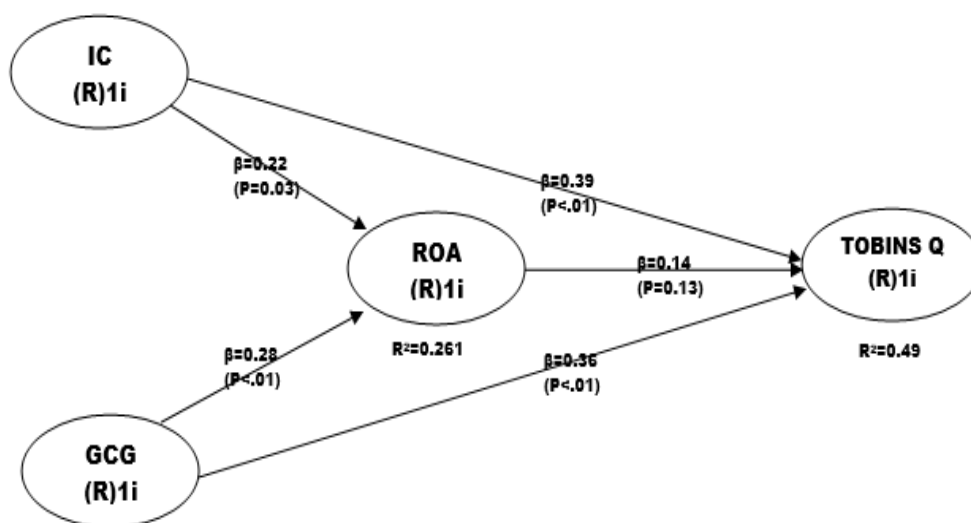 IC
(R)1i
β=0.22
(P=0.03)
β=0.39
(P<.01)
ROA
(R)1i
R²=0.261
β=0.14
(P=0.13)
TOBINS Q
(R)1i
R²=0.49
β=0.28
(P<.01)
β=0.36
(P<.01)
GCG
(R)1i